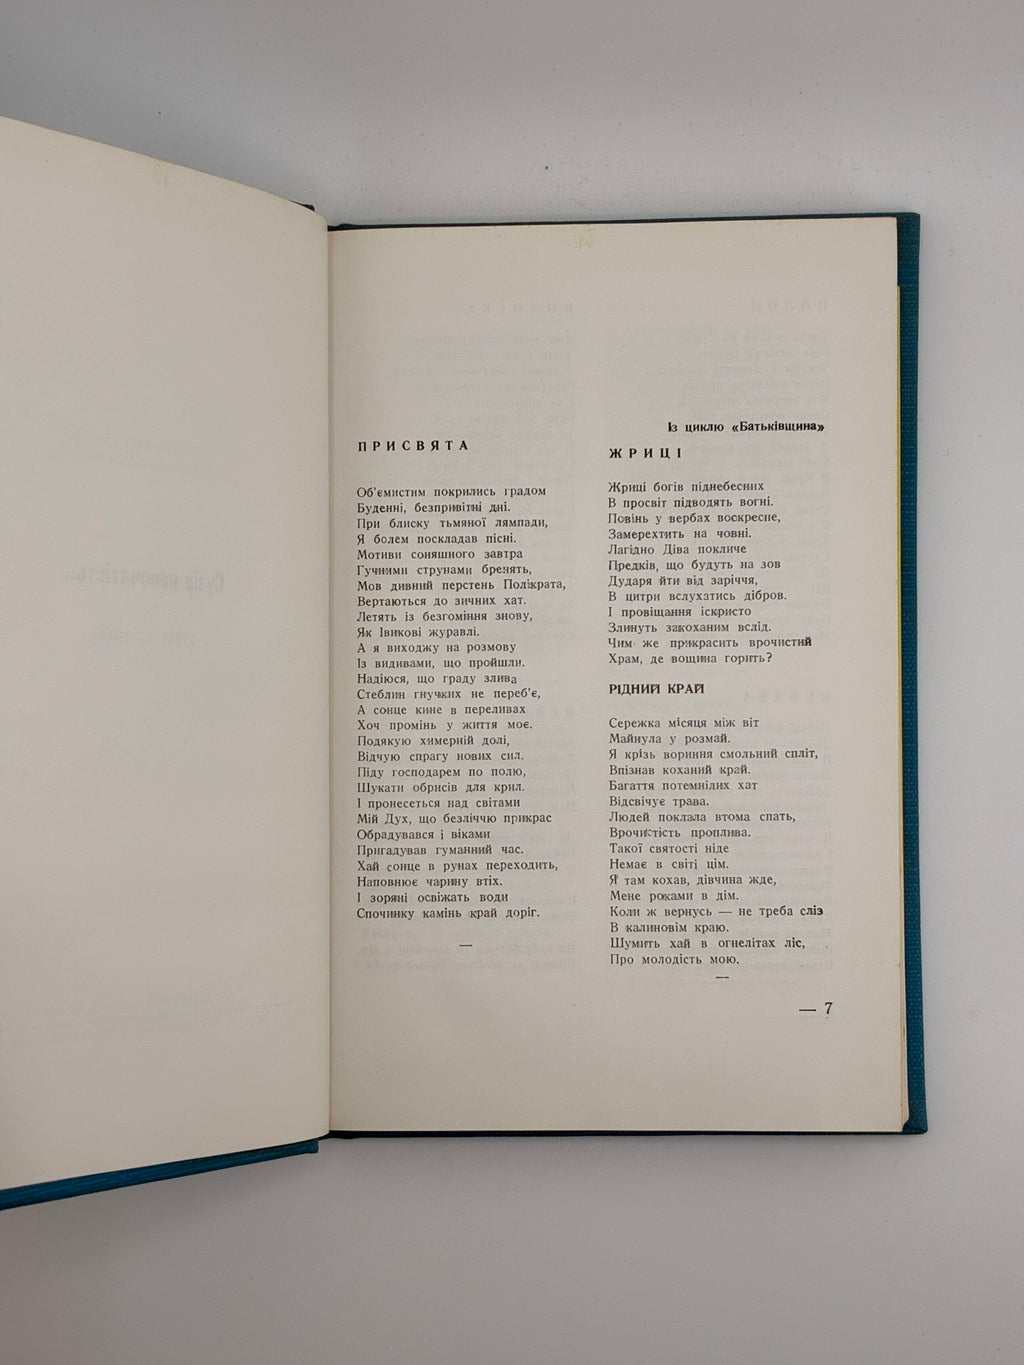 ПРИСВЯТА
Об'ємистим покрились градом
Буденні, безпривітні дні.
При блиску тьмяної лямпади,
Я болем поскладав пісні.
Мотиви соняшного завтра
Гучними струнами бренять,
Мов дивний перстень Полікрата,
Вертаються до зичних хат.
Летять із безгоміння знову,
Як Івикові журавлі.
А я виходжу на розмову
Із видивами, що пройшли.
Надіюся, що граду злива
Стеблин гнучких не переб'є,
А сонце кине в переливах
Хоч промінь у життя моє.
Подякую химерній долі,
Відчую спрагу нових сил.
Піду господарем по полю,
Шукати обрисів для крил.
І пронесеться над світами
Мій Дух, що безліччю прикрас
Обрадувався і віками
Пригадував гуманний час.
Хай сонце в рунах переходить,
Наповнює чарину втіх.
І зоряні освіжать води
Спочинку камінь край доріг.
—
Із циклю «Батьківщина»
ЖРИЦІ
Жриці богів піднебесних
В просвіт підводять вогні.
Повінь у вербах воскресне,
Замерехтить на човні.
Лагідно Діва покличе
Предків, що будуть на зов
Дударя йти від заріччя,
В цитри вслухатись дібров.
І провіщання іскристо
Злинуть закоханим вслід.
Чим же прикрасить врочистий
Храм, де вощина горить?
РІДНИЙ КРАЙ
Сережка місяця між віт
Майнула у розмай.
Я крізь вориння смольний спліт,
Впізнав коханий край.
Багаття потемнілих хат
Відсвічує трава.
Людей поклала втома спать,
Врочистість проплива.
Такої святості ніде
Немає в світі цім.
Я там кохав, дівчина жде,
Мене роками в дім.
Коли ж вернусь — не треба сліз
В калиновім краю.
Шумить хай в огнелітах ліс,
Про молодість мою.
—
— 7